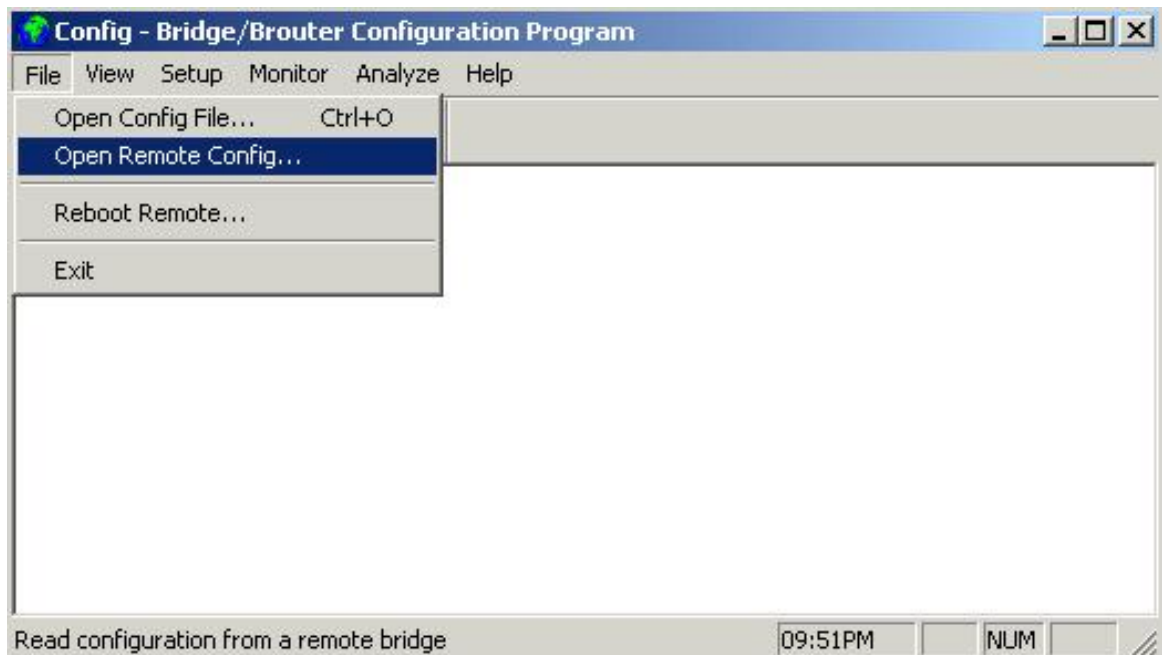 Config - Bridge/Brouter Configuration Program
File View Setup Monitor Analyze Help
Open Config File... Ctrl+O
Open Remote Config...
Reboot Remote...
Exit
Read configuration from a remote bridge 09:51PM NUM